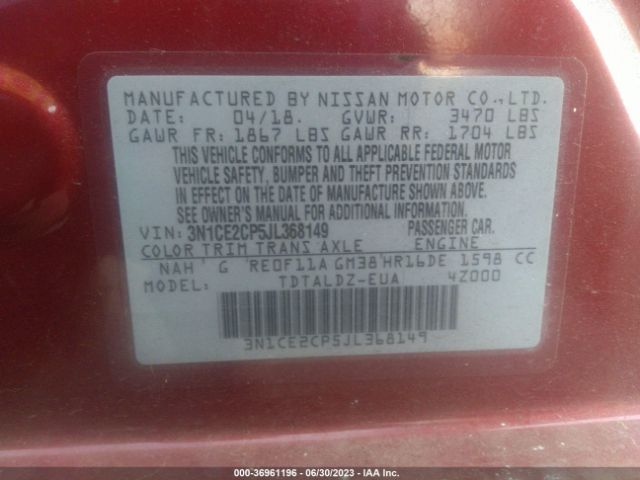 MANUFACTURED BY NISSAN MOTOR CO.,LTD.
DATE: 04/18. GVWR: 3470 LBS
GAWR FR: 1867 LBS GAWR RR: 1704 LBS
THIS VEHICLE CONFORMS TO ALL APPLICABLE FEDERAL MOTOR
VEHICLE SAFETY, BUMPER AND THEFT PREVENTION STANDARDS
IN EFFECT ON THE DATE OF MANUFACTURE SHOWN ABOVE.
SEE OWNER'S MANUAL FOR ADDITIONAL INFORMATION.
VIN: 3N1CE2CP5JL368149 PASSENGER CAR.
COLOR TRIM TRANS AXLE ENGINE
NAH G RE0F11A GM38 HR16DE 1598 CC
MODEL: TDTALDZ-EUA 4Z000
3N1CE2CP5JL368149
000-36961196 - 06/30/2023 - IAA Inc.